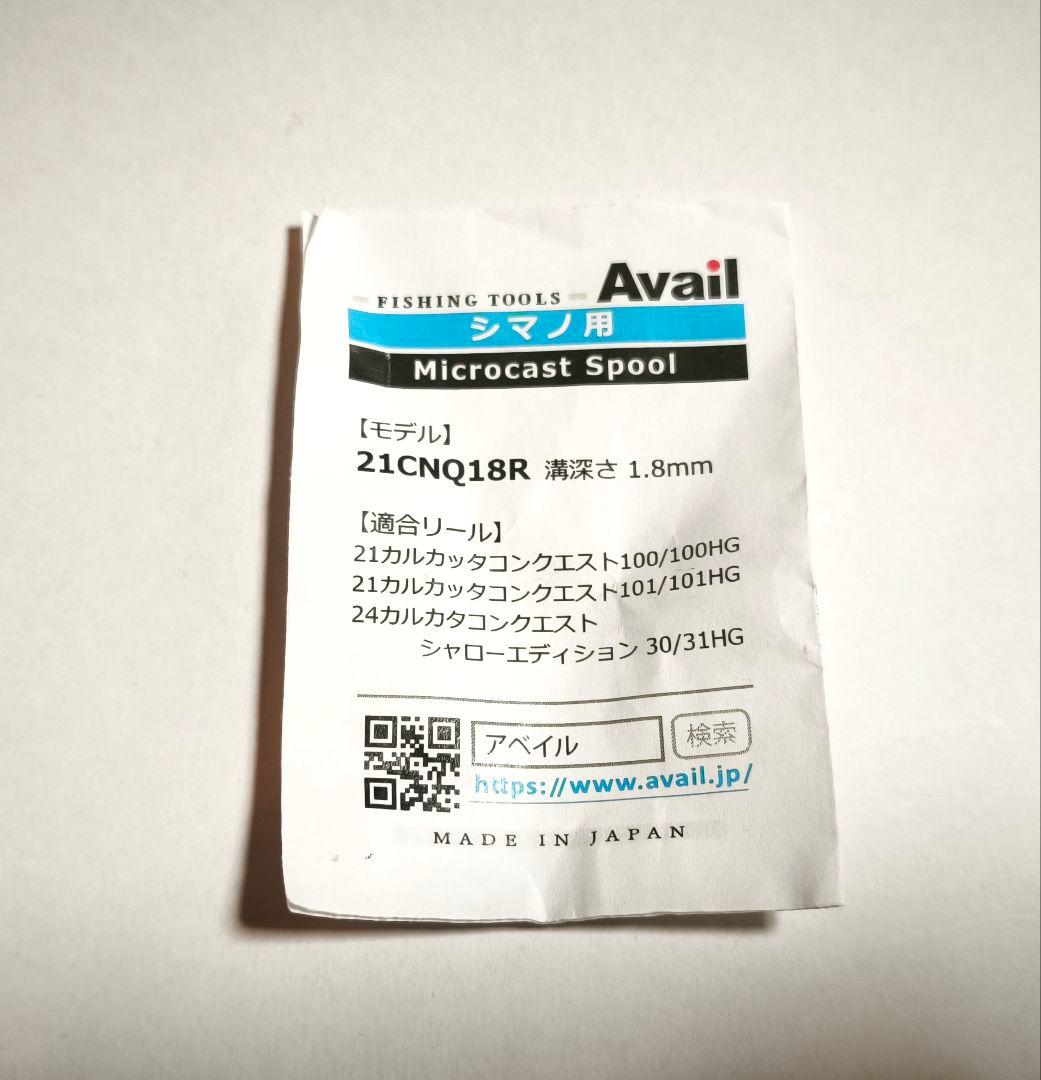 FISHING TOOLS Avail
シマノ用
Microcast Spool
【モデル】
21CNQ18R 溝深さ 1.8mm
【適合リール】
21カルカッタコンクエスト100/100HG
21カルカッタコンクエスト101/101HG
24カルカタコンクエスト
シャローエディション 30/31HG
アベイル 検索
https://www.avail.jp/
MADE IN JAPAN